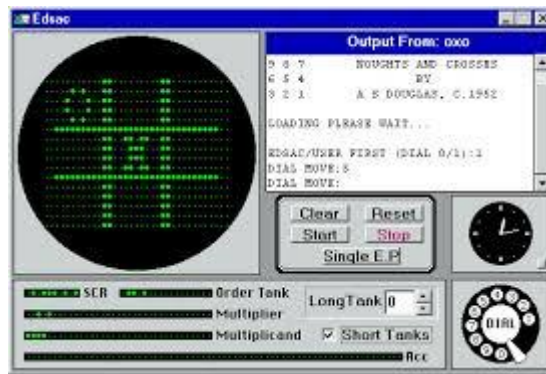 Edsac
Output From: oxo
9 8 7 NOUGHTS AND CROSSES
6 5 4 BY
3 2 1 A S DOUGLAS, C.1952
LOADING PLEASE WAIT...
EDSAC/USER FIRST (DIAL 0/1):1
DIAL MOVE:5
DIAL MOVE:
Clear Reset
Start Stop
Single E.P
SCR Order Tank
LongTank 0
Multiplier
Multiplicand Short Tanks
Acc
DIAL